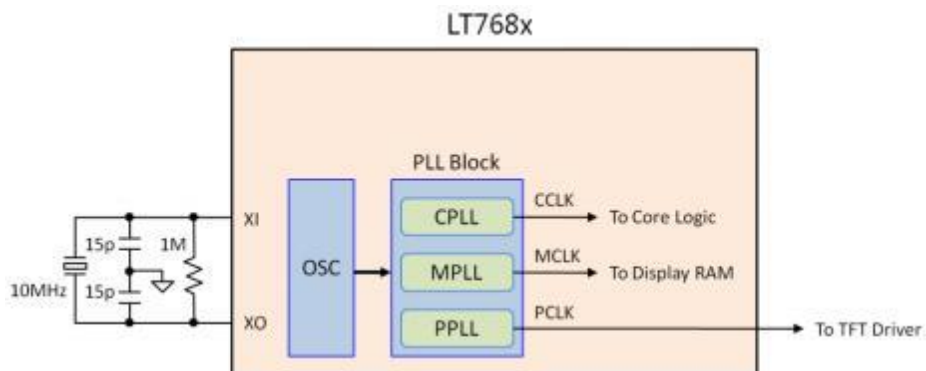 LT768x
PLL Block
XI
XO
OSC
CPLL
MPLL
PPLL
CCLK
MCLK
PCLK
To Core Logic
To Display RAM
To TFT Driver
15p
1M
15p
10MHz